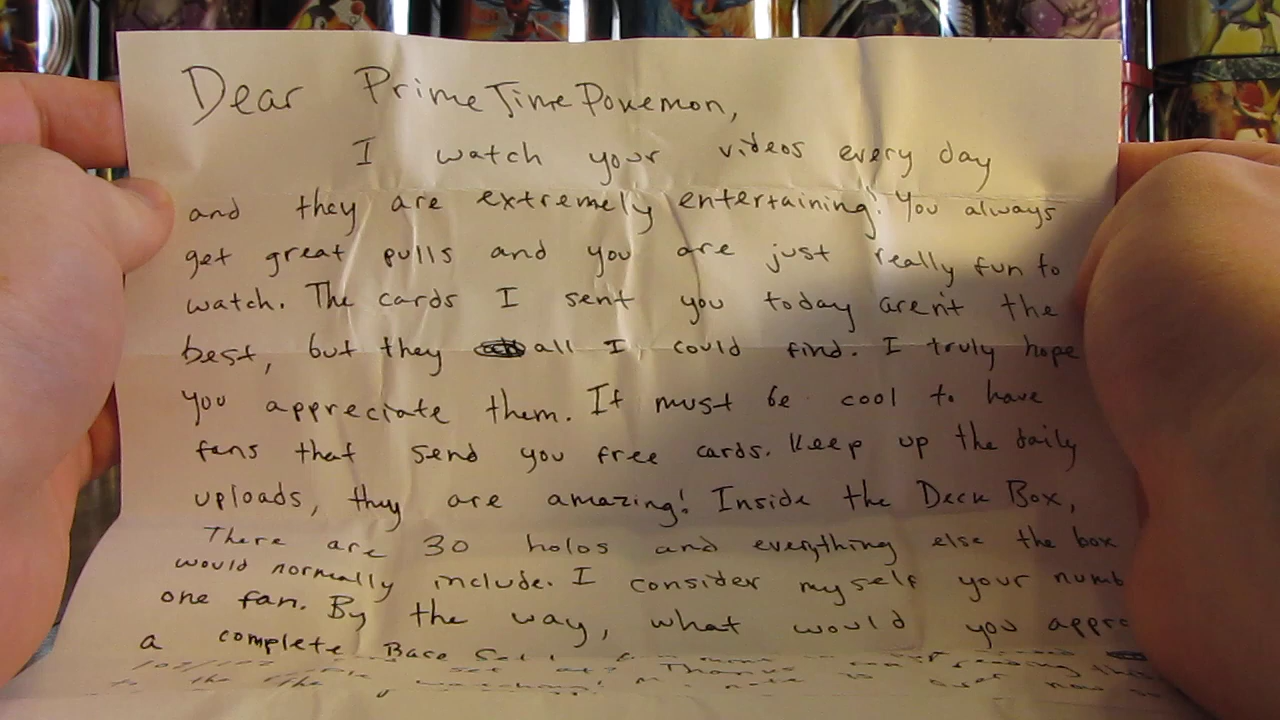 Dear PrimeTimePokemon,
I watch your videos every day
and they are extremely entertaining! You always
get great pulls and you are just really fun to
watch. The cards I sent you today aren't the
best, but they all I could find. I truly hope
you appreciate them. It must be cool to have
fans that send you free cards. Keep up the daily
uploads, they are amazing! Inside the Deck Box,
There are 30 holos and everything else the box
would normally include. I consider myself your numb
one fan. By the way, what would you appre
a complete Base Set